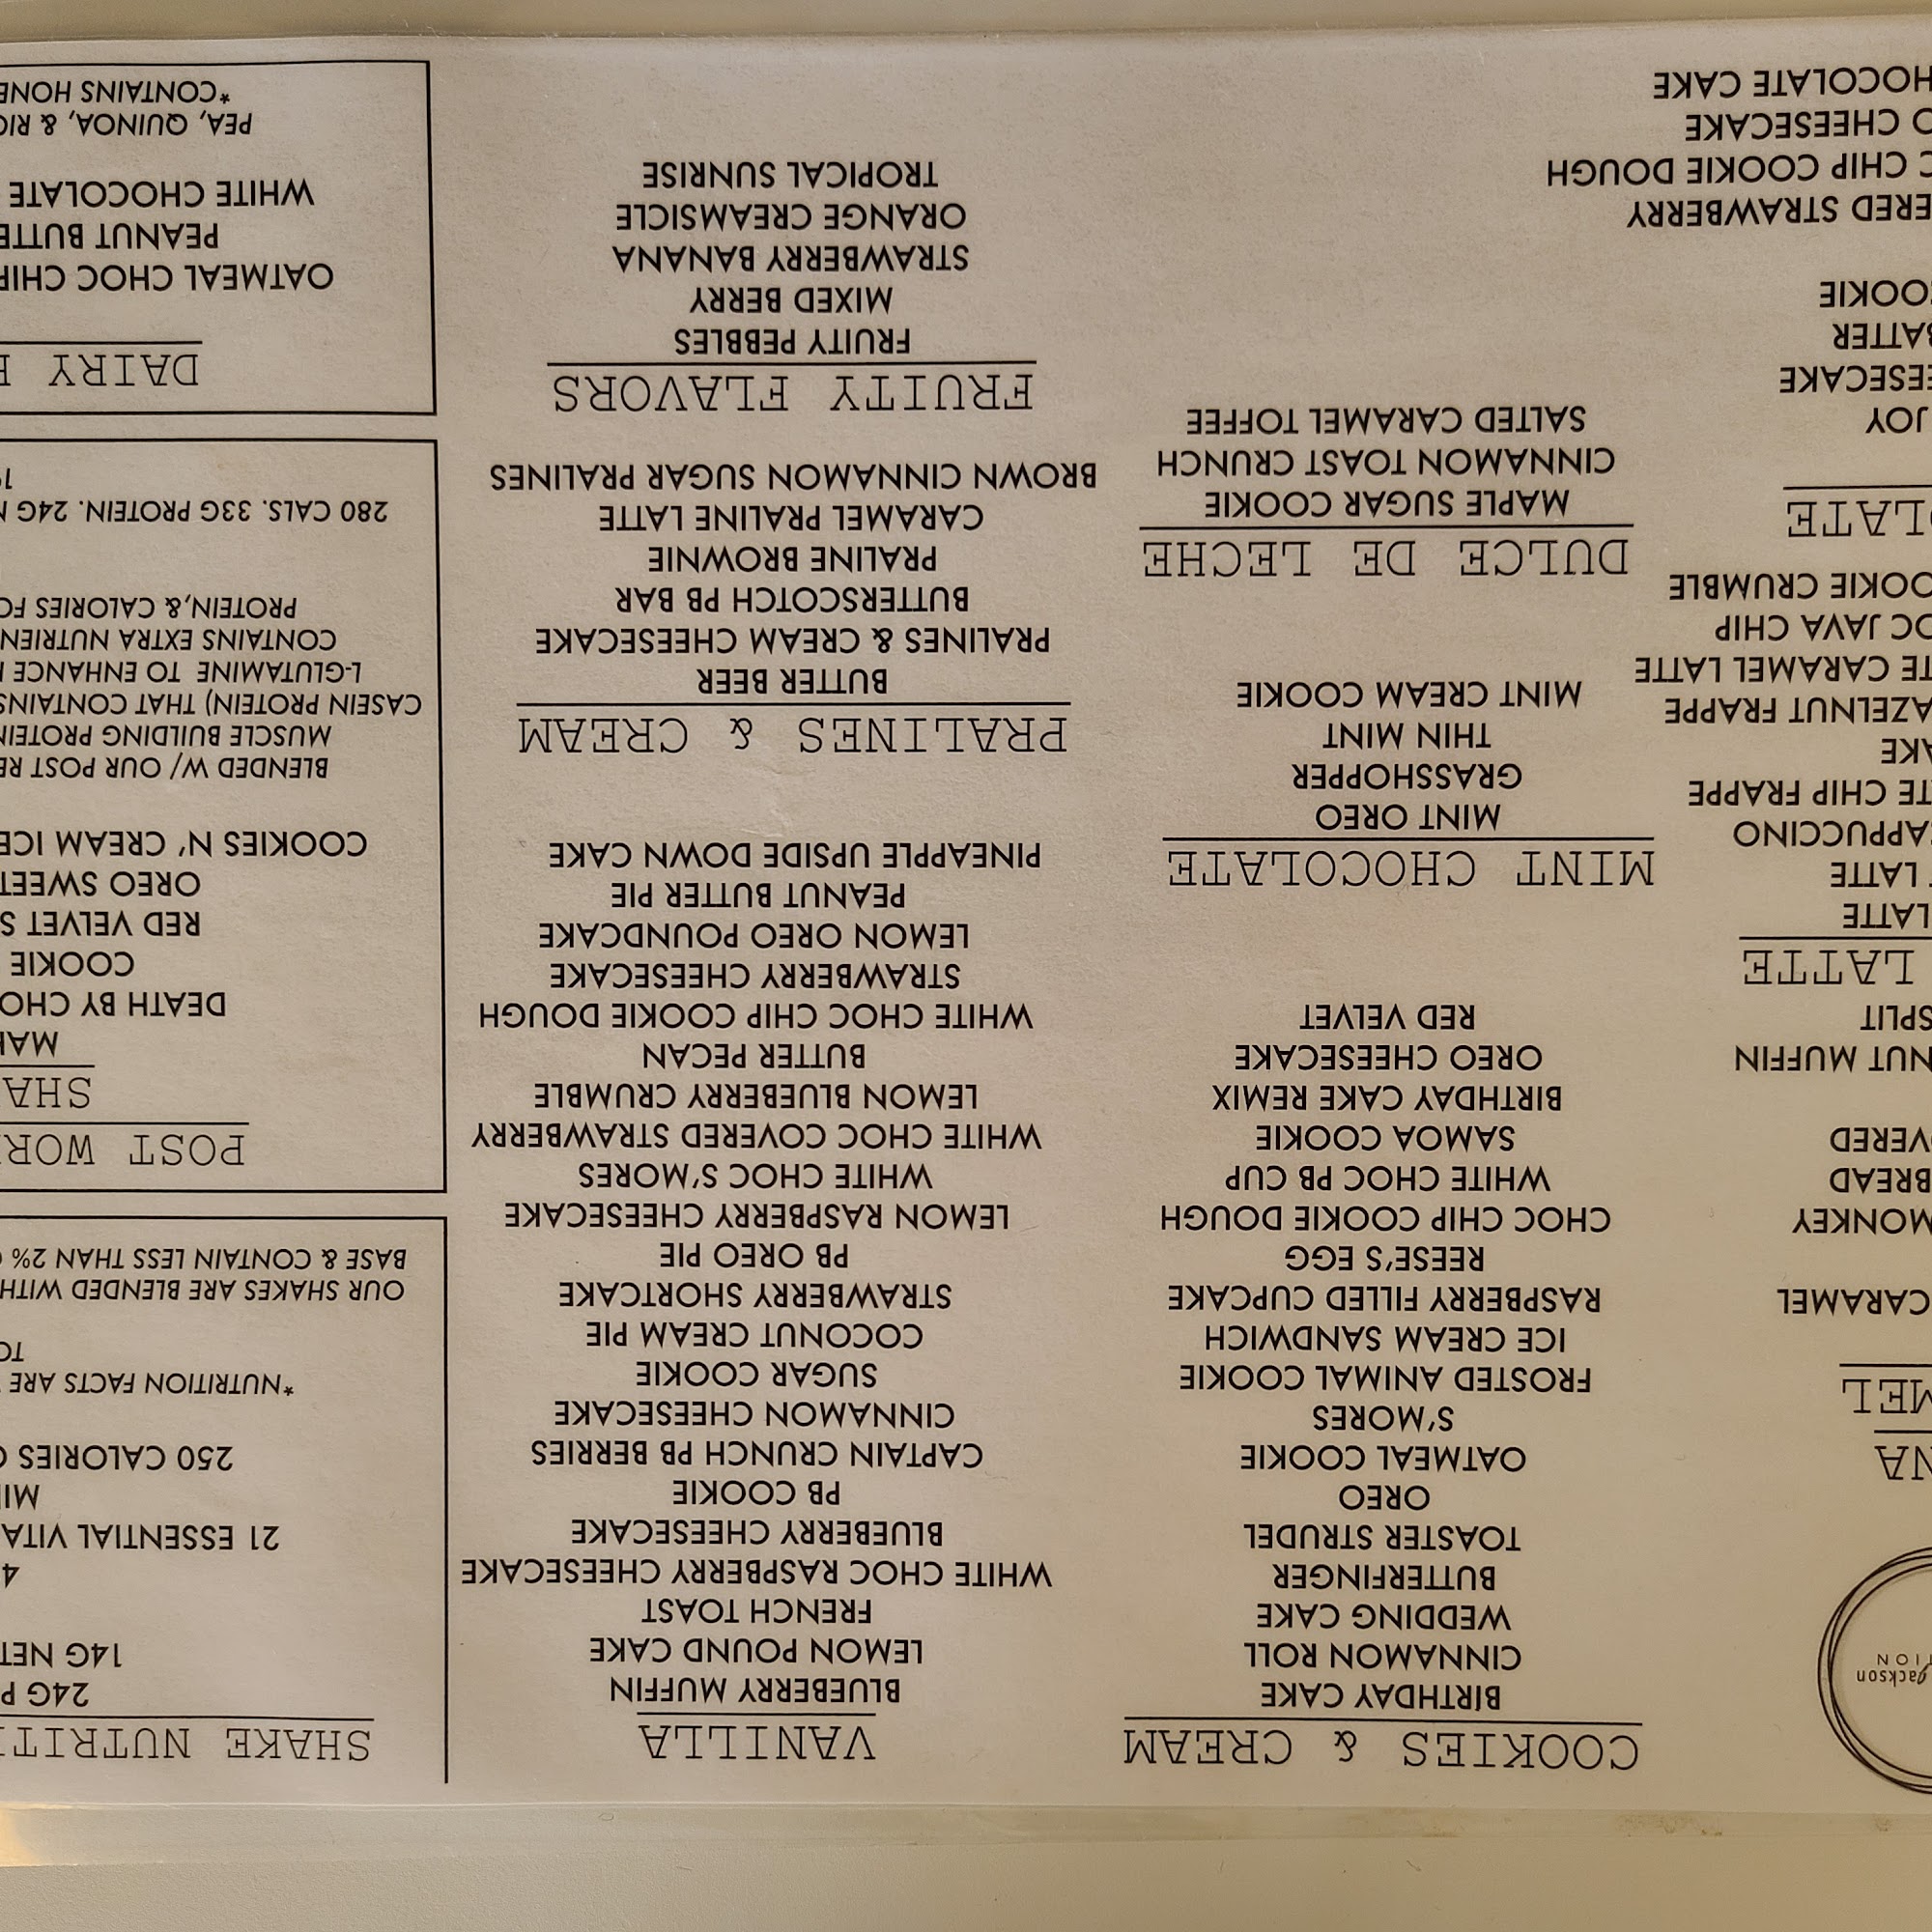 Jackson
NA
CARAMEL
MONKEY
BREAD
NUT MUFFIN
SPLIT
LATTE
LATTE
LATTE
CHIP FRAPPE
FRAPPE
CARAMEL LATTE
JAVA CHIP
CRUMBLE
JOY
STRAWBERRY
CHIP COOKIE DOUGH
CHEESECAKE
CAKE
COOKIES & CREAM
BIRTHDAY CAKE
CINNAMON ROLL
WEDDING CAKE
BUTTERFINGER
TOASTER STRUDEL
OREO
OATMEAL COOKIE
S'MORES
FROSTED ANIMAL COOKIE
ICE CREAM SANDWICH
RASPBERRY FILLED CUPCAKE
REESE'S EGG
CHOC CHIP COOKIE DOUGH
WHITE CHOC PB CUP
SAMOA COOKIE
BIRTHDAY CAKE REMIX
OREO CHEESECAKE
RED VELVET
MINT CHOCOLATE
MINT OREO
GRASSHOPPER
THIN MINT
MINT CREAM COOKIE
DULCE DE LECHE
MAPLE SUGAR COOKIE
CINNAMON TOAST CRUNCH
SALTED CARAMEL TOFFEE
VANILLA
BLUEBERRY MUFFIN
LEMON POUND CAKE
FRENCH TOAST
WHITE CHOC RASPBERRY CHEESECAKE
BLUEBERRY CHEESECAKE
PB COOKIE
CAPTAIN CRUNCH PB BERRIES
CINNAMON CHEESECAKE
SUGAR COOKIE
COCONUT CREAM PIE
STRAWBERRY SHORTCAKE
PB OREO PIE
LEMON RASPBERRY CHEESECAKE
WHITE CHOC S'MORES
WHITE CHOC COVERED STRAWBERRY
LEMON BLUEBERRY CRUMBLE
BUTTER PECAN
WHITE CHOC CHIP COOKIE DOUGH
STRAWBERRY CHEESECAKE
LEMON OREO POUNDCAKE
PEANUT BUTTER PIE
PINEAPPLE UPSIDE DOWN CAKE
PRALINES & CREAM
BUTTER BEER
PRALINES & CREAM CHEESECAKE
BUTTERSCOTCH PB BAR
PRALINE BROWNIE
CARAMEL PRALINE LATTE
BROWN CINNAMON SUGAR PRALINES
FRUITY FLAVORS
FRUITY PEBBLES
MIXED BERRY
STRAWBERRY BANANA
ORANGE CREAMSICLE
TROPICAL SUNRISE
SHAKE NUTRITI
24G P
14G NET
4
21 ESSENTIAL VITA
MI
250 CALORIES
*NUTRITION FACTS ARE
TO
OUR SHAKES ARE BLENDED WITH
BASE & CONTAIN LESS THAN 2%
POST WOR
SHA
MA
DEATH BY CHO
COOKIE
RED VELVET S
OREO SWEET
COOKIES N' CREAM ICE
BLENDED W/ OUR POST RE
MUSCLE BUILDING PROTEIN
CASEIN PROTEIN) THAT CONTAINS
L-GLUTAMINE TO ENHANCE
CONTAINS EXTRA NUTRIEN
PROTEIN,& CALORIES FO
280 CALS. 33G PROTEIN. 24G
DAIRY
OATMEAL CHOC CHIP
PEANUT BUTTE
WHITE CHOCOLATE
PEA, QUINOA, & RIC
*CONTAINS HONE